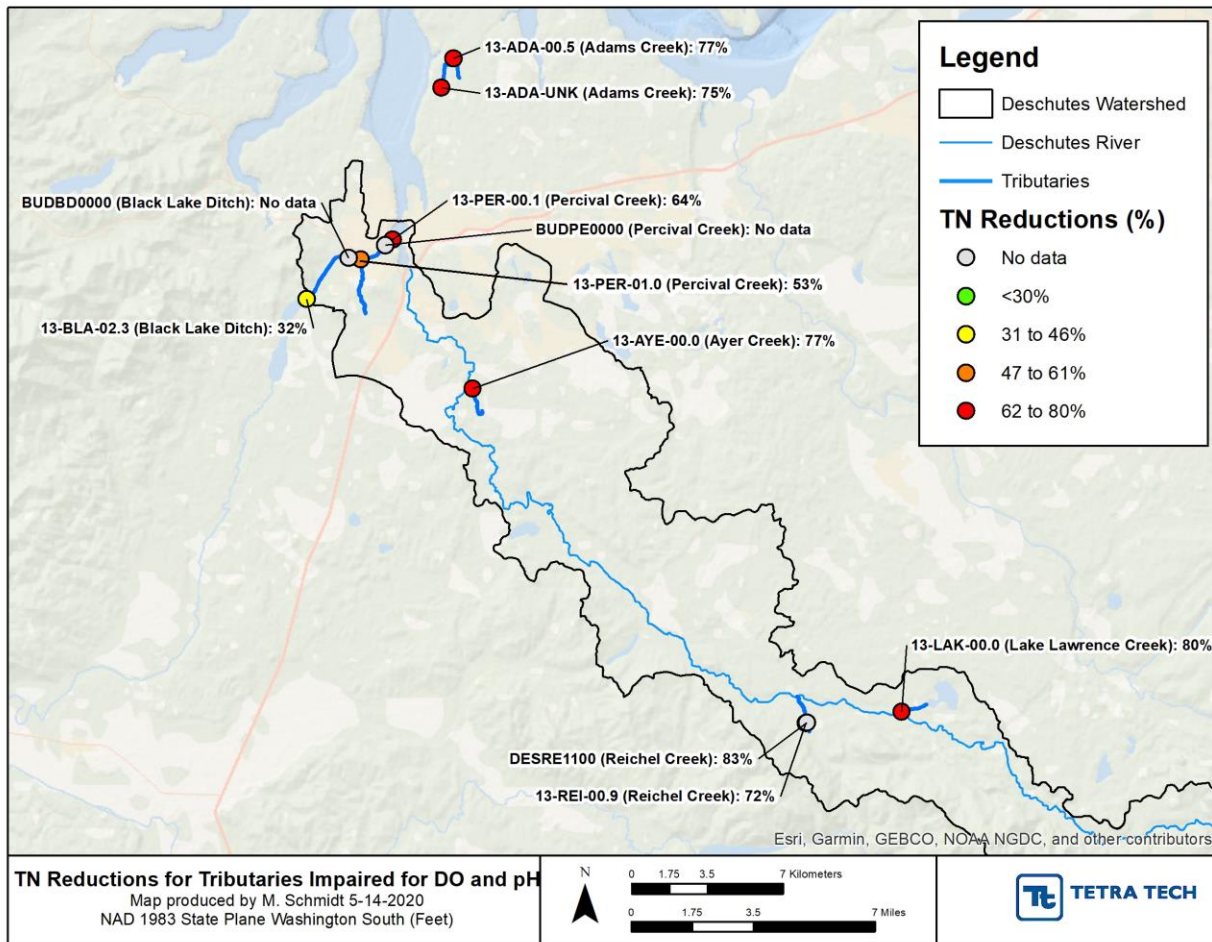 13-ADA-00.5 (Adams Creek): 77%
13-ADA-UNK (Adams Creek): 75%
BUDBD0000 (Black Lake Ditch): No data
13-PER-00.1 (Percival Creek): 64%
BUDPE0000 (Percival Creek): No data
13-PER-01.0 (Percival Creek): 53%
13-BLA-02.3 (Black Lake Ditch): 32%
13-AYE-00.0 (Ayer Creek): 77%
13-LAK-00.0 (Lake Lawrence Creek): 80%
DESRE1100 (Reichel Creek): 83%
13-REI-00.9 (Reichel Creek): 72%
Legend
Deschutes Watershed
Deschutes River
Tributaries
TN Reductions (%)
No data
<30%
31 to 46%
47 to 61%
62 to 80%
Esri, Garmin, GEBCO, NOAA NGDC, and other contributors
TN Reductions for Tributaries Impaired for DO and pH
Map produced by M. Schmidt 5-14-2020
NAD 1983 State Plane Washington South (Feet)
N
0 1.75 3.5 7 Kilometers
0 1.75 3.5 7 Miles
Tt TETRA TECH